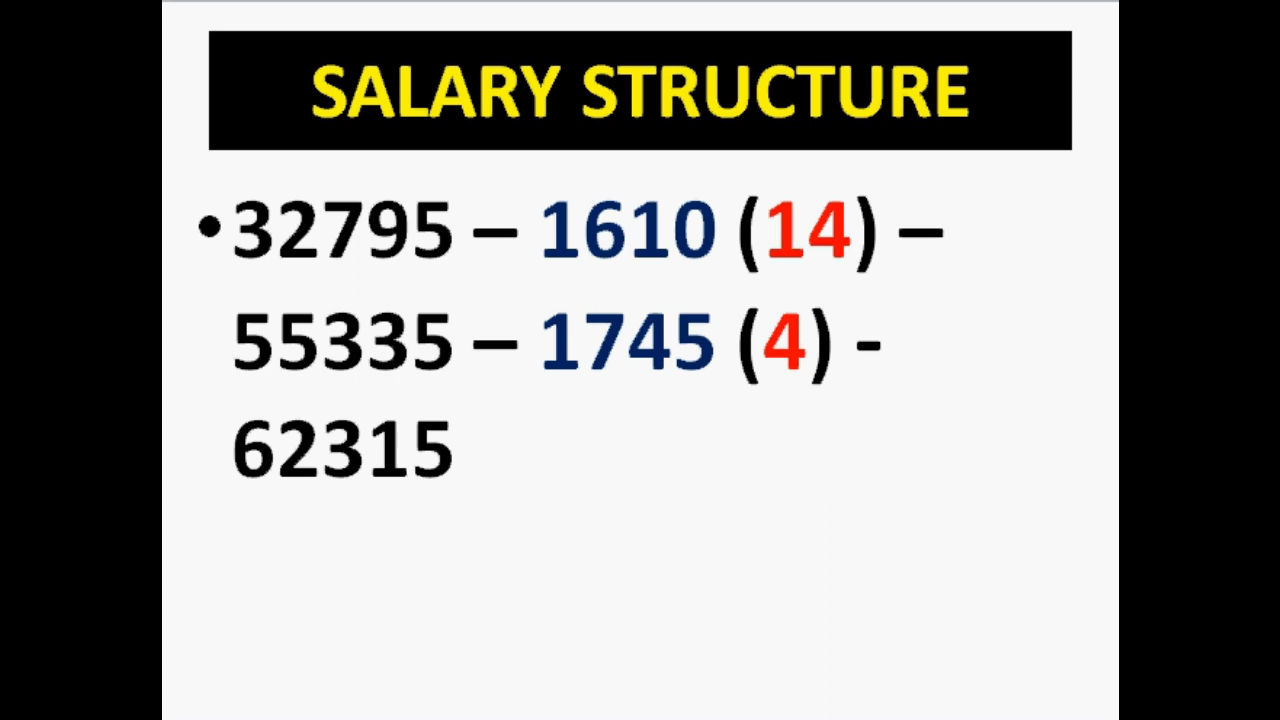 SALARY STRUCTURE
•32795 – 1610 (14) –
55335 – 1745 (4) -
62315